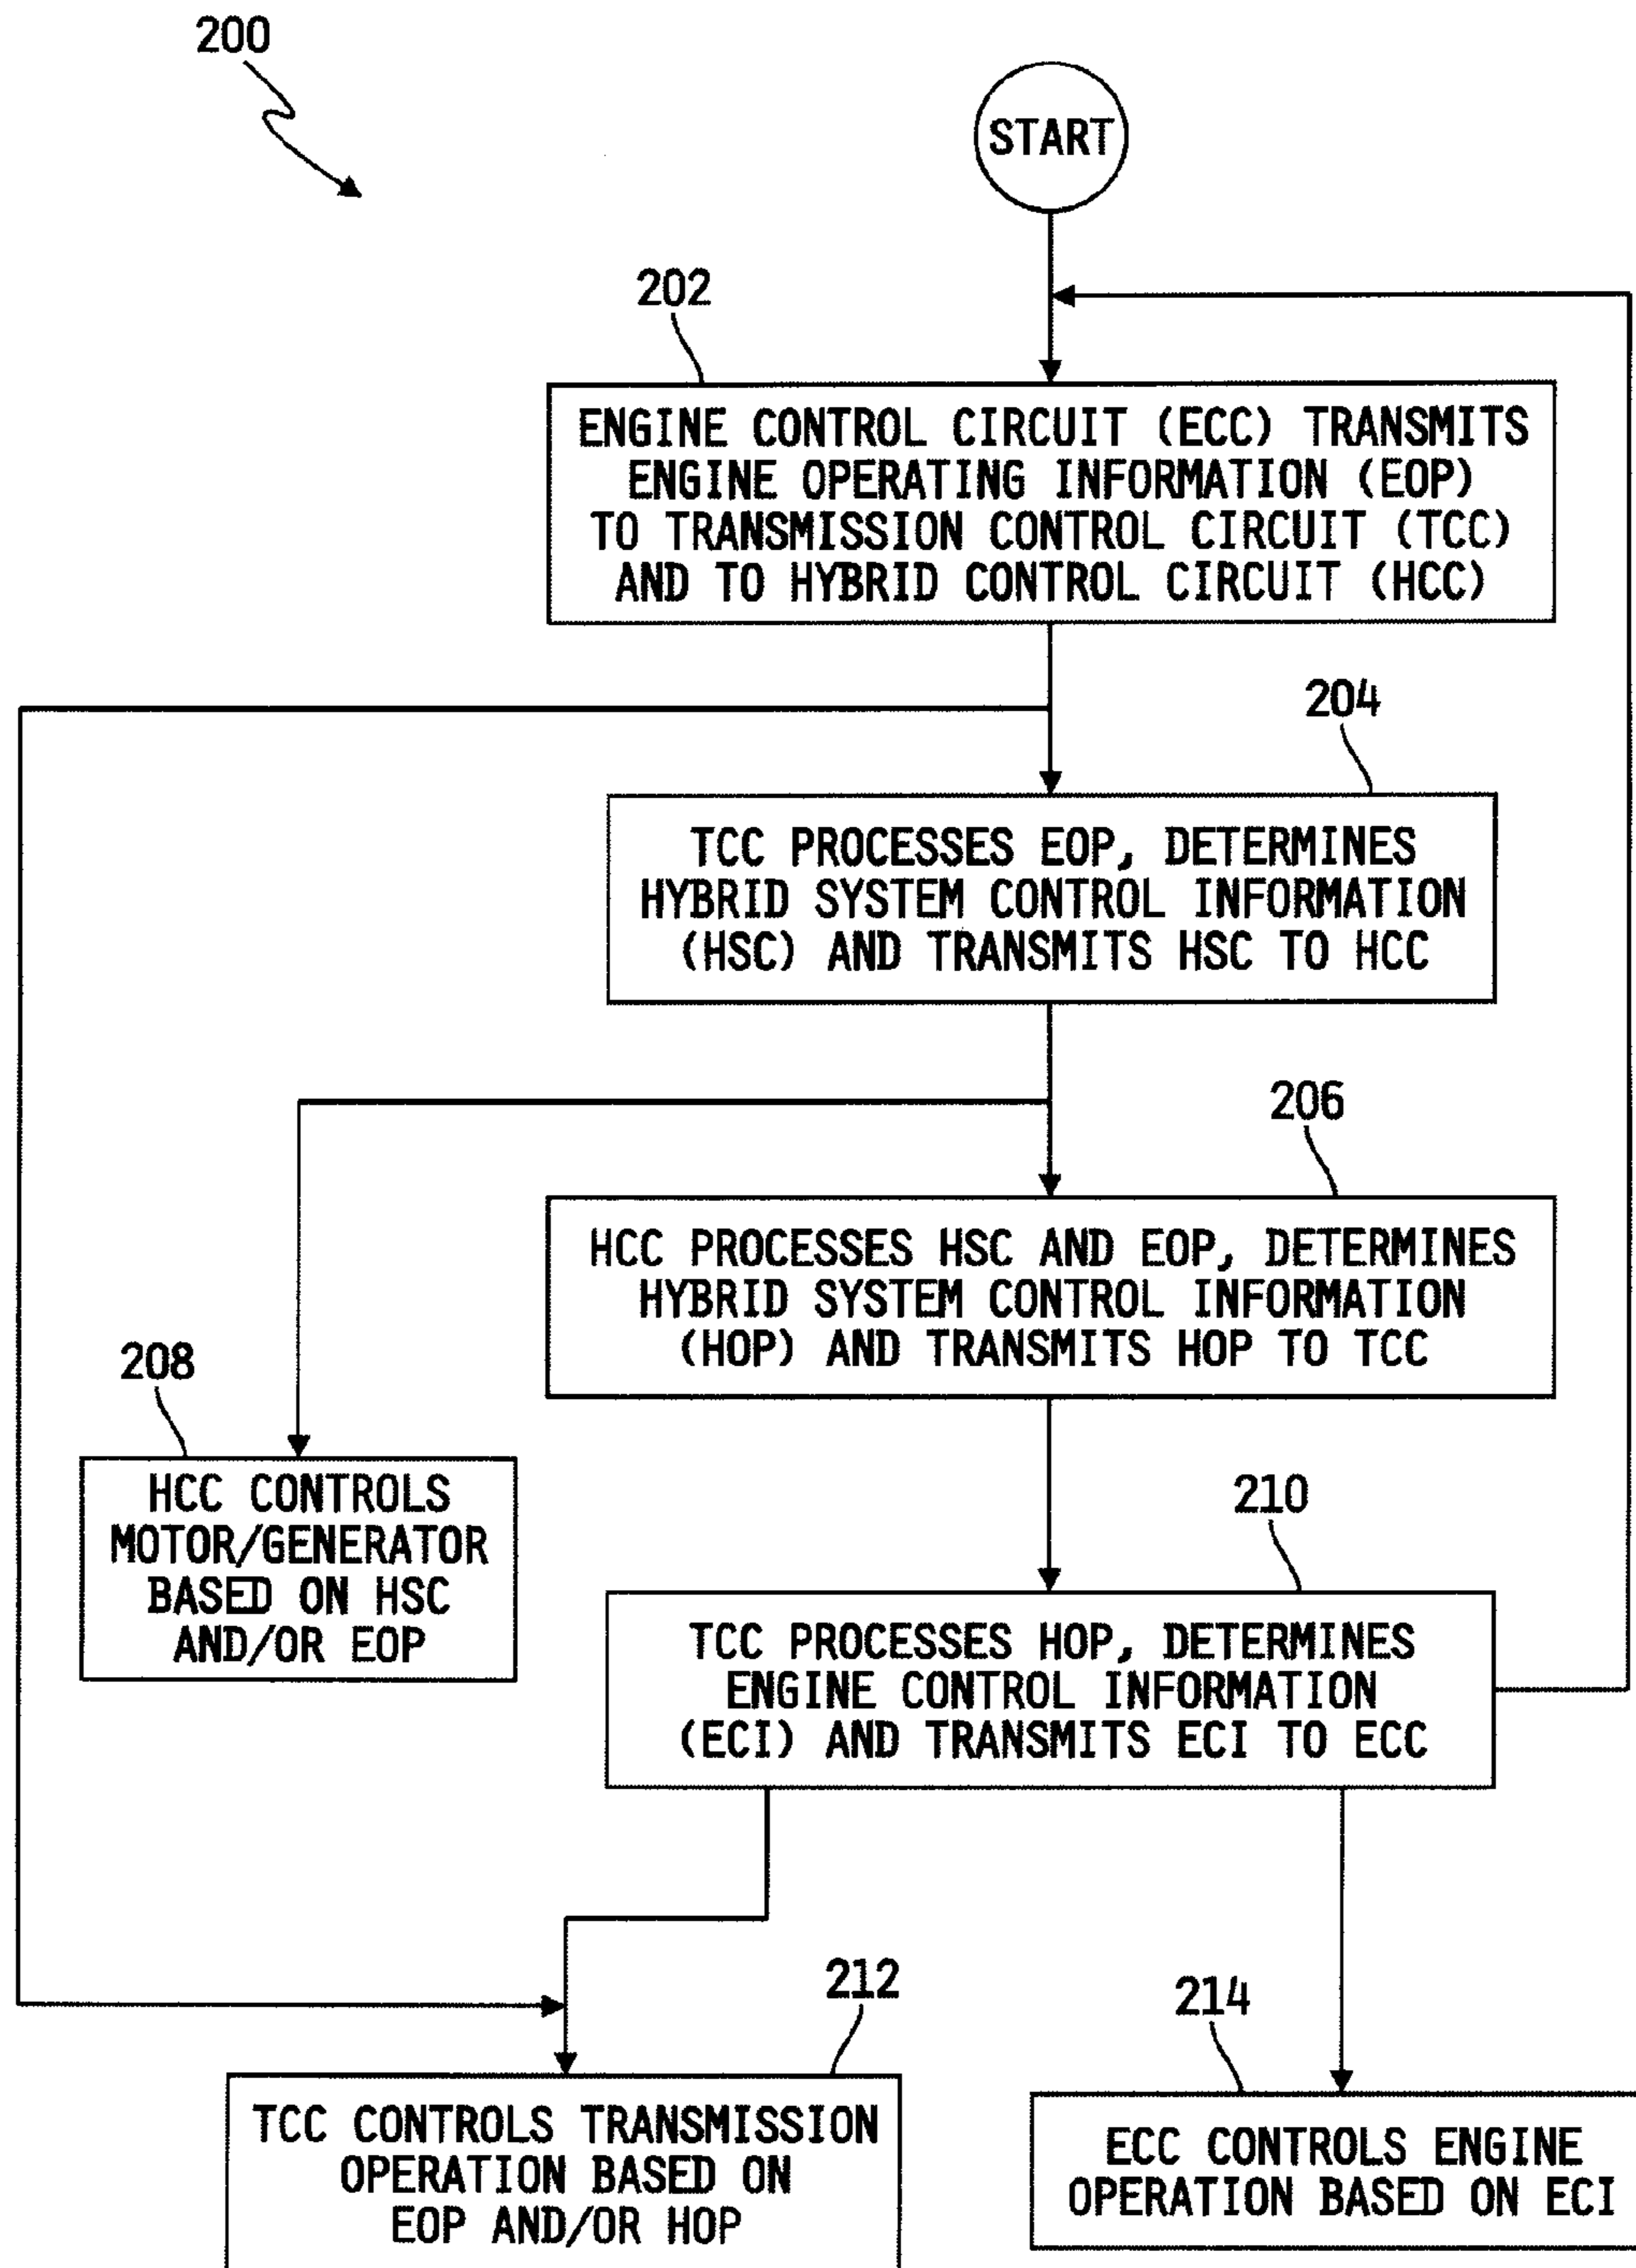 200
START
202
ENGINE CONTROL CIRCUIT (ECC) TRANSMITS
ENGINE OPERATING INFORMATION (EOP)
TO TRANSMISSION CONTROL CIRCUIT (TCC)
AND TO HYBRID CONTROL CIRCUIT (HCC)
204
TCC PROCESSES EOP, DETERMINES
HYBRID SYSTEM CONTROL INFORMATION
(HSC) AND TRANSMITS HSC TO HCC
206
HCC PROCESSES HSC AND EOP, DETERMINES
HYBRID SYSTEM CONTROL INFORMATION
(HOP) AND TRANSMITS HOP TO TCC
208
HCC CONTROLS
MOTOR/GENERATOR
BASED ON HSC
AND/OR EOP
210
TCC PROCESSES HOP, DETERMINES
ENGINE CONTROL INFORMATION
(ECI) AND TRANSMITS ECI TO ECC
212
TCC CONTROLS TRANSMISSION
OPERATION BASED ON
EOP AND/OR HOP
214
ECC CONTROLS ENGINE
OPERATION BASED ON ECI